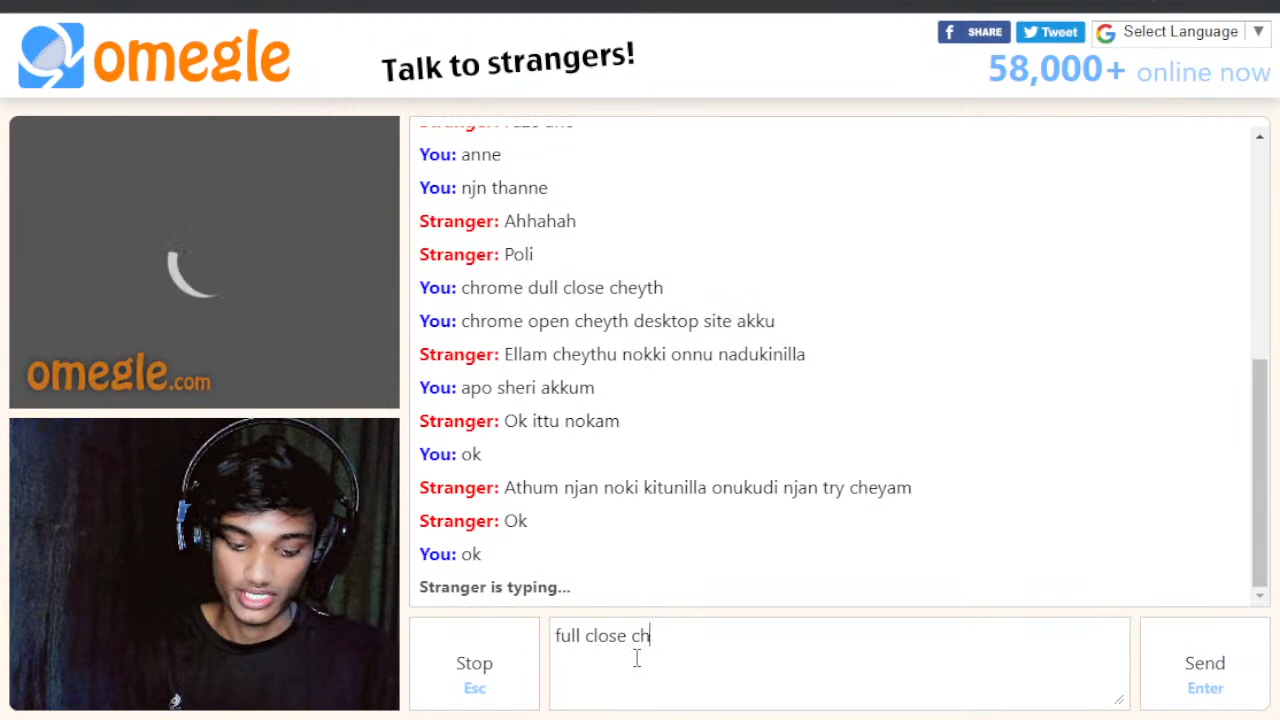 omegle
Talk to strangers!
SHARE
Tweet
Select Language
58,000+ online now
You: anne
You: njn thanne
Stranger: Ahhahah
Stranger: Poli
You: chrome dull close cheyth
You: chrome open cheyth desktop site akku
Stranger: Ellam cheythu nokki onnu nadukinilla
You: apo sheri akkum
Stranger: Ok ittu nokam
You: ok
Stranger: Athum njan noki kitunilla onukudi njan try cheyam
Stranger: Ok
You: ok
Stranger is typing...
omegle.com
Stop
Esc
full close ch
Send
Enter